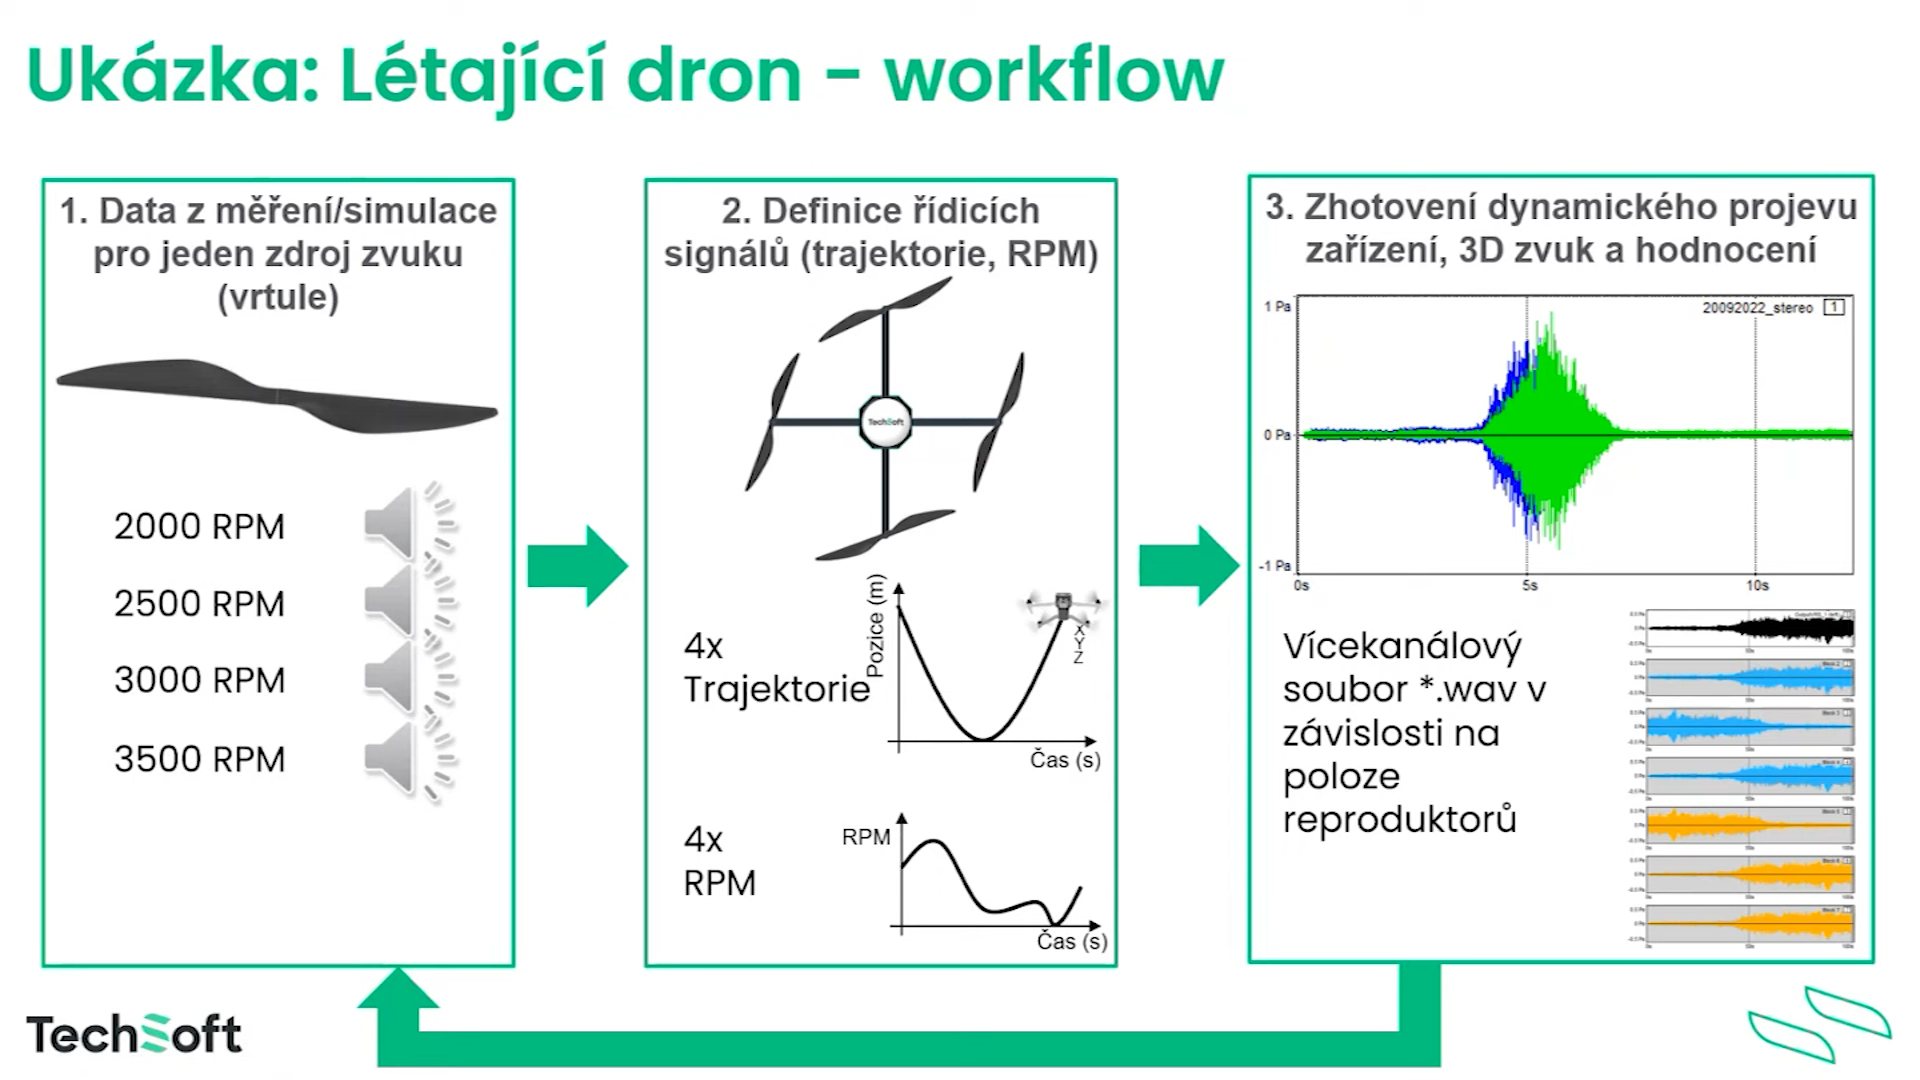 Ukázka: Létající dron - workflow
1. Data z měření/simulace
pro jeden zdroj zvuku
(vrtule)
2000 RPM
2500 RPM
3000 RPM
3500 RPM
2. Definice řídicích
signálů (trajektorie, RPM)
TechSoft
4x
Trajektorie
Pozice (m)
X
Y
Z
Čas (s)
4x
RPM
RPM
Čas (s)
3. Zhotovení dynamického projevu
zařízení, 3D zvuk a hodnocení
1 Pa
20092022_stereo 1
0 Pa
-1 Pa
0s 5s 10s
Vícekanálový
soubor *.wav v
závislosti na
poloze
reproduktorů
TechSoft